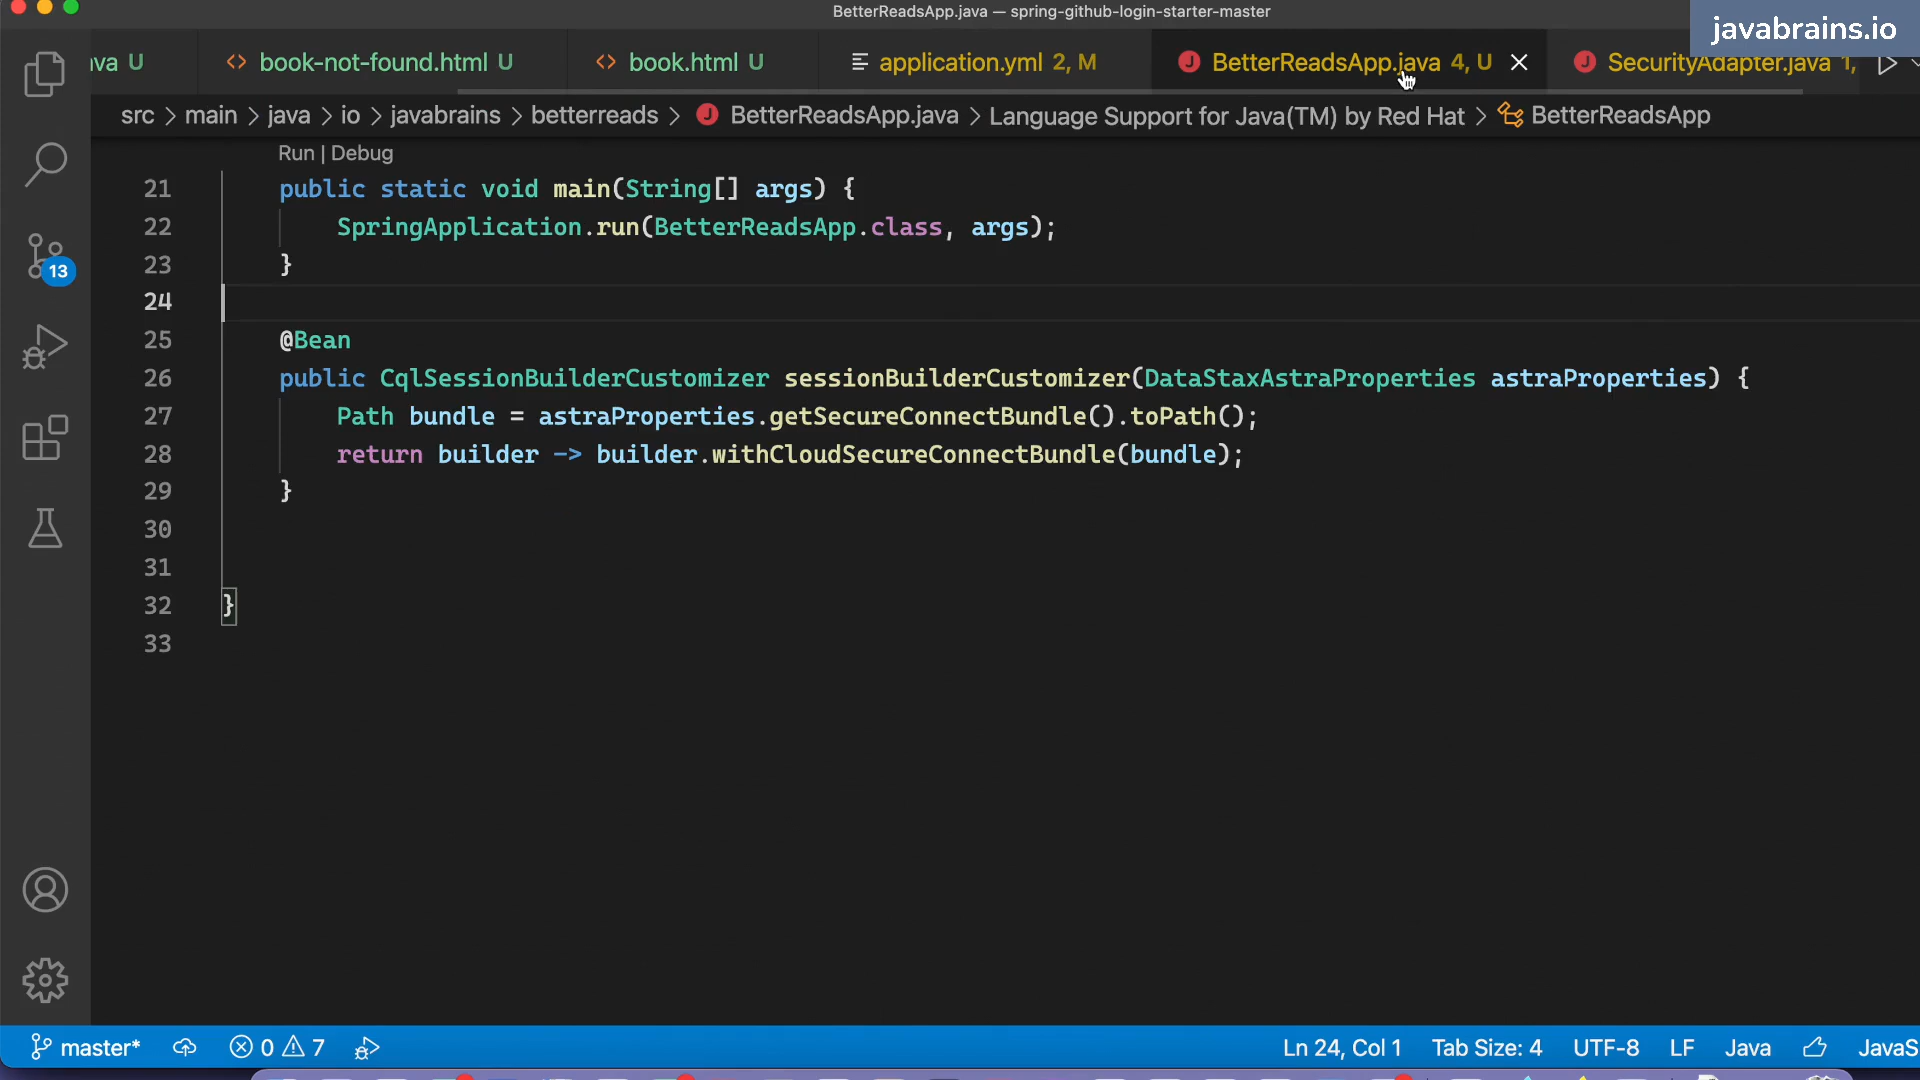 BetterReadsApp.java — spring-github-login-starter-master
javabrains.io
ava U
book-not-found.html U
book.html U
application.yml 2, M
BetterReadsApp.java 4, U
SecurityAdapter.java 1,
src > main > java > io > javabrains > betterreads > BetterReadsApp.java > Language Support for Java(TM) by Red Hat > BetterReadsApp
Run | Debug
21 public static void main(String[] args) {
22 SpringApplication.run(BetterReadsApp.class, args);
23 }
24
25 @Bean
26 public CqlSessionBuilderCustomizer sessionBuilderCustomizer(DataStaxAstraProperties astraProperties) {
27 Path bundle = astraProperties.getSecureConnectBundle().toPath();
28 return builder -> builder.withCloudSecureConnectBundle(bundle);
29 }
30
31
32 }
33
13
master* 0 7 Ln 24, Col 1 Tab Size: 4 UTF-8 LF Java JavaS